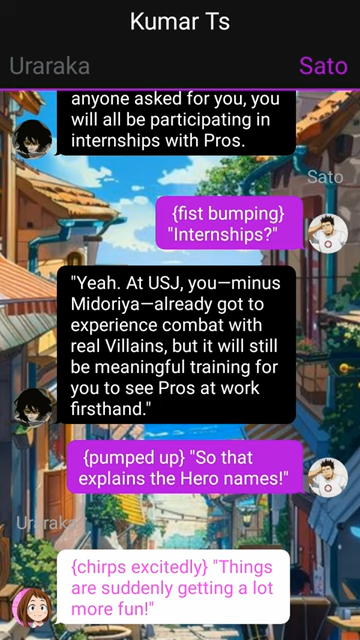 Kumar Ts
Uraraka
Sato
anyone asked for you, you
will all be participating in
internships with Pros.
Sato
{fist bumping}
"Internships?"
"Yeah. At USJ, you—minus
Midoriya—already got to
experience combat with
real Villains, but it will still
be meaningful training for
you to see Pros at work
firsthand."
{pumped up} "So that
explains the Hero names!"
Uraraka
{chirps excitedly} "Things
are suddenly getting a lot
more fun!"